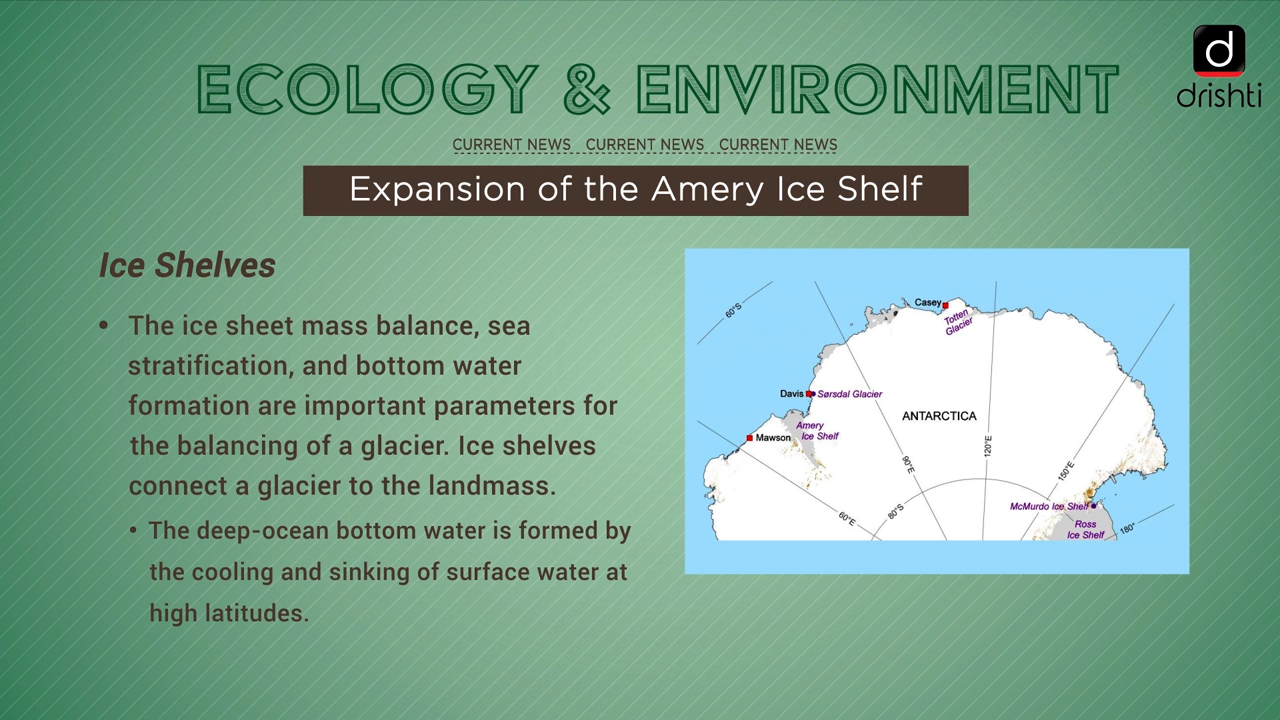 ECOLOGY & ENVIRONMENT
d
drishti
CURRENT NEWS CURRENT NEWS CURRENT NEWS
Expansion of the Amery Ice Shelf
Ice Shelves
• The ice sheet mass balance, sea
stratification, and bottom water
formation are important parameters for
the balancing of a glacier. Ice shelves
connect a glacier to the landmass.
• The deep-ocean bottom water is formed by
the cooling and sinking of surface water at
high latitudes.
60°S
Casey
Totten
Glacier
Davis
Sørsdal Glacier
ANTARCTICA
Amery
Ice Shelf
Mawson
120°E
90°E
150°E
McMurdo Ice Shelf
80°S
60°E
Ross
Ice Shelf
180°